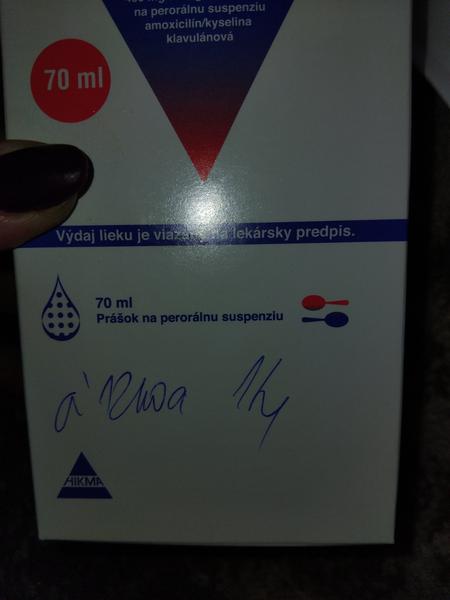 na perorálnu suspenziu
amoxicilín/kyselina
klavulánová
70 ml
Výdaj lieku je viazaný na lekársky predpis.
70 ml
Prášok na perorálnu suspenziu
á 12hod
HIKMA